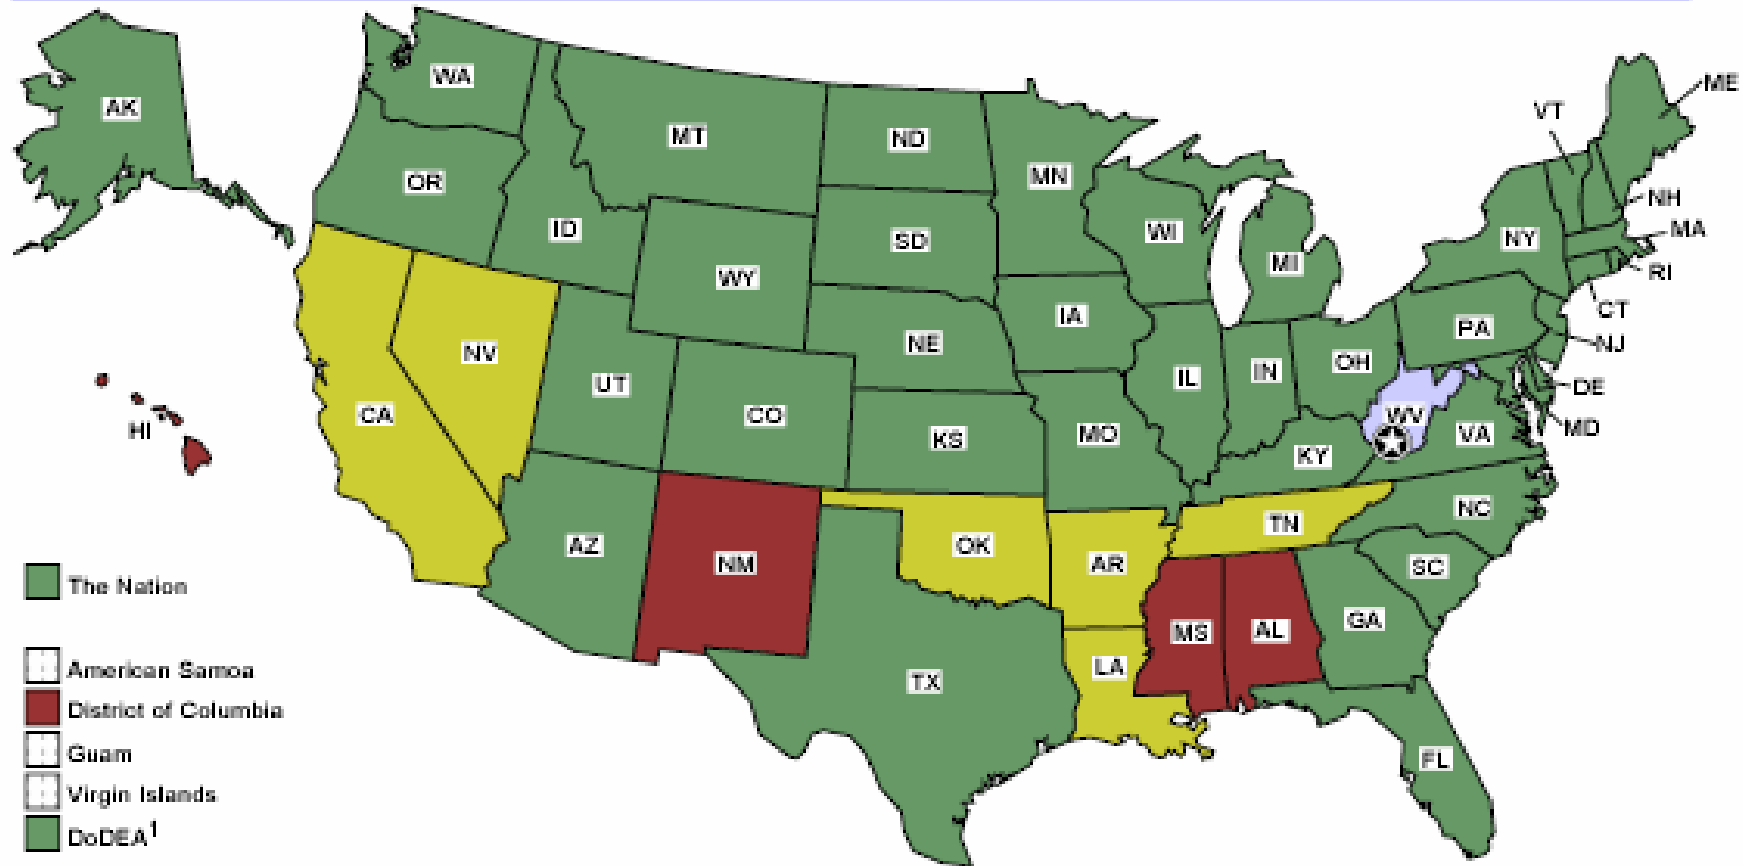 WA
ME
AK
VT
MT
ND
MN
OR
NH
ID
SD
WI
NY
MA
MI
RI
WY
CT
IA
PA
NE
NJ
NV
OH
UT
IL
IN
DE
CA
CO
WV
HI
KS
MO
VA
MD
KY
NC
TN
AZ
OK
NM
AR
SC
The Nation
GA
MS
AL
LA
American Samoa
TX
District of Columbia
Guam
FL
Virgin Islands
DoDEA1